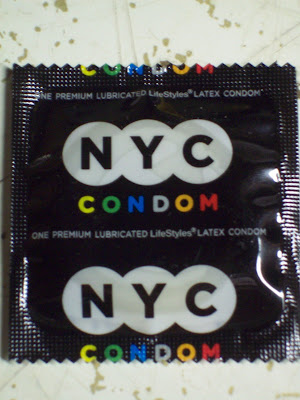 CONDOM
ONE PREMIUM LUBRICATED LifeStyles® LATEX CONDOM
NYC
CONDOM
ONE PREMIUM LUBRICATED LifeStyles® LATEX CONDOM
NYC
CONDOM